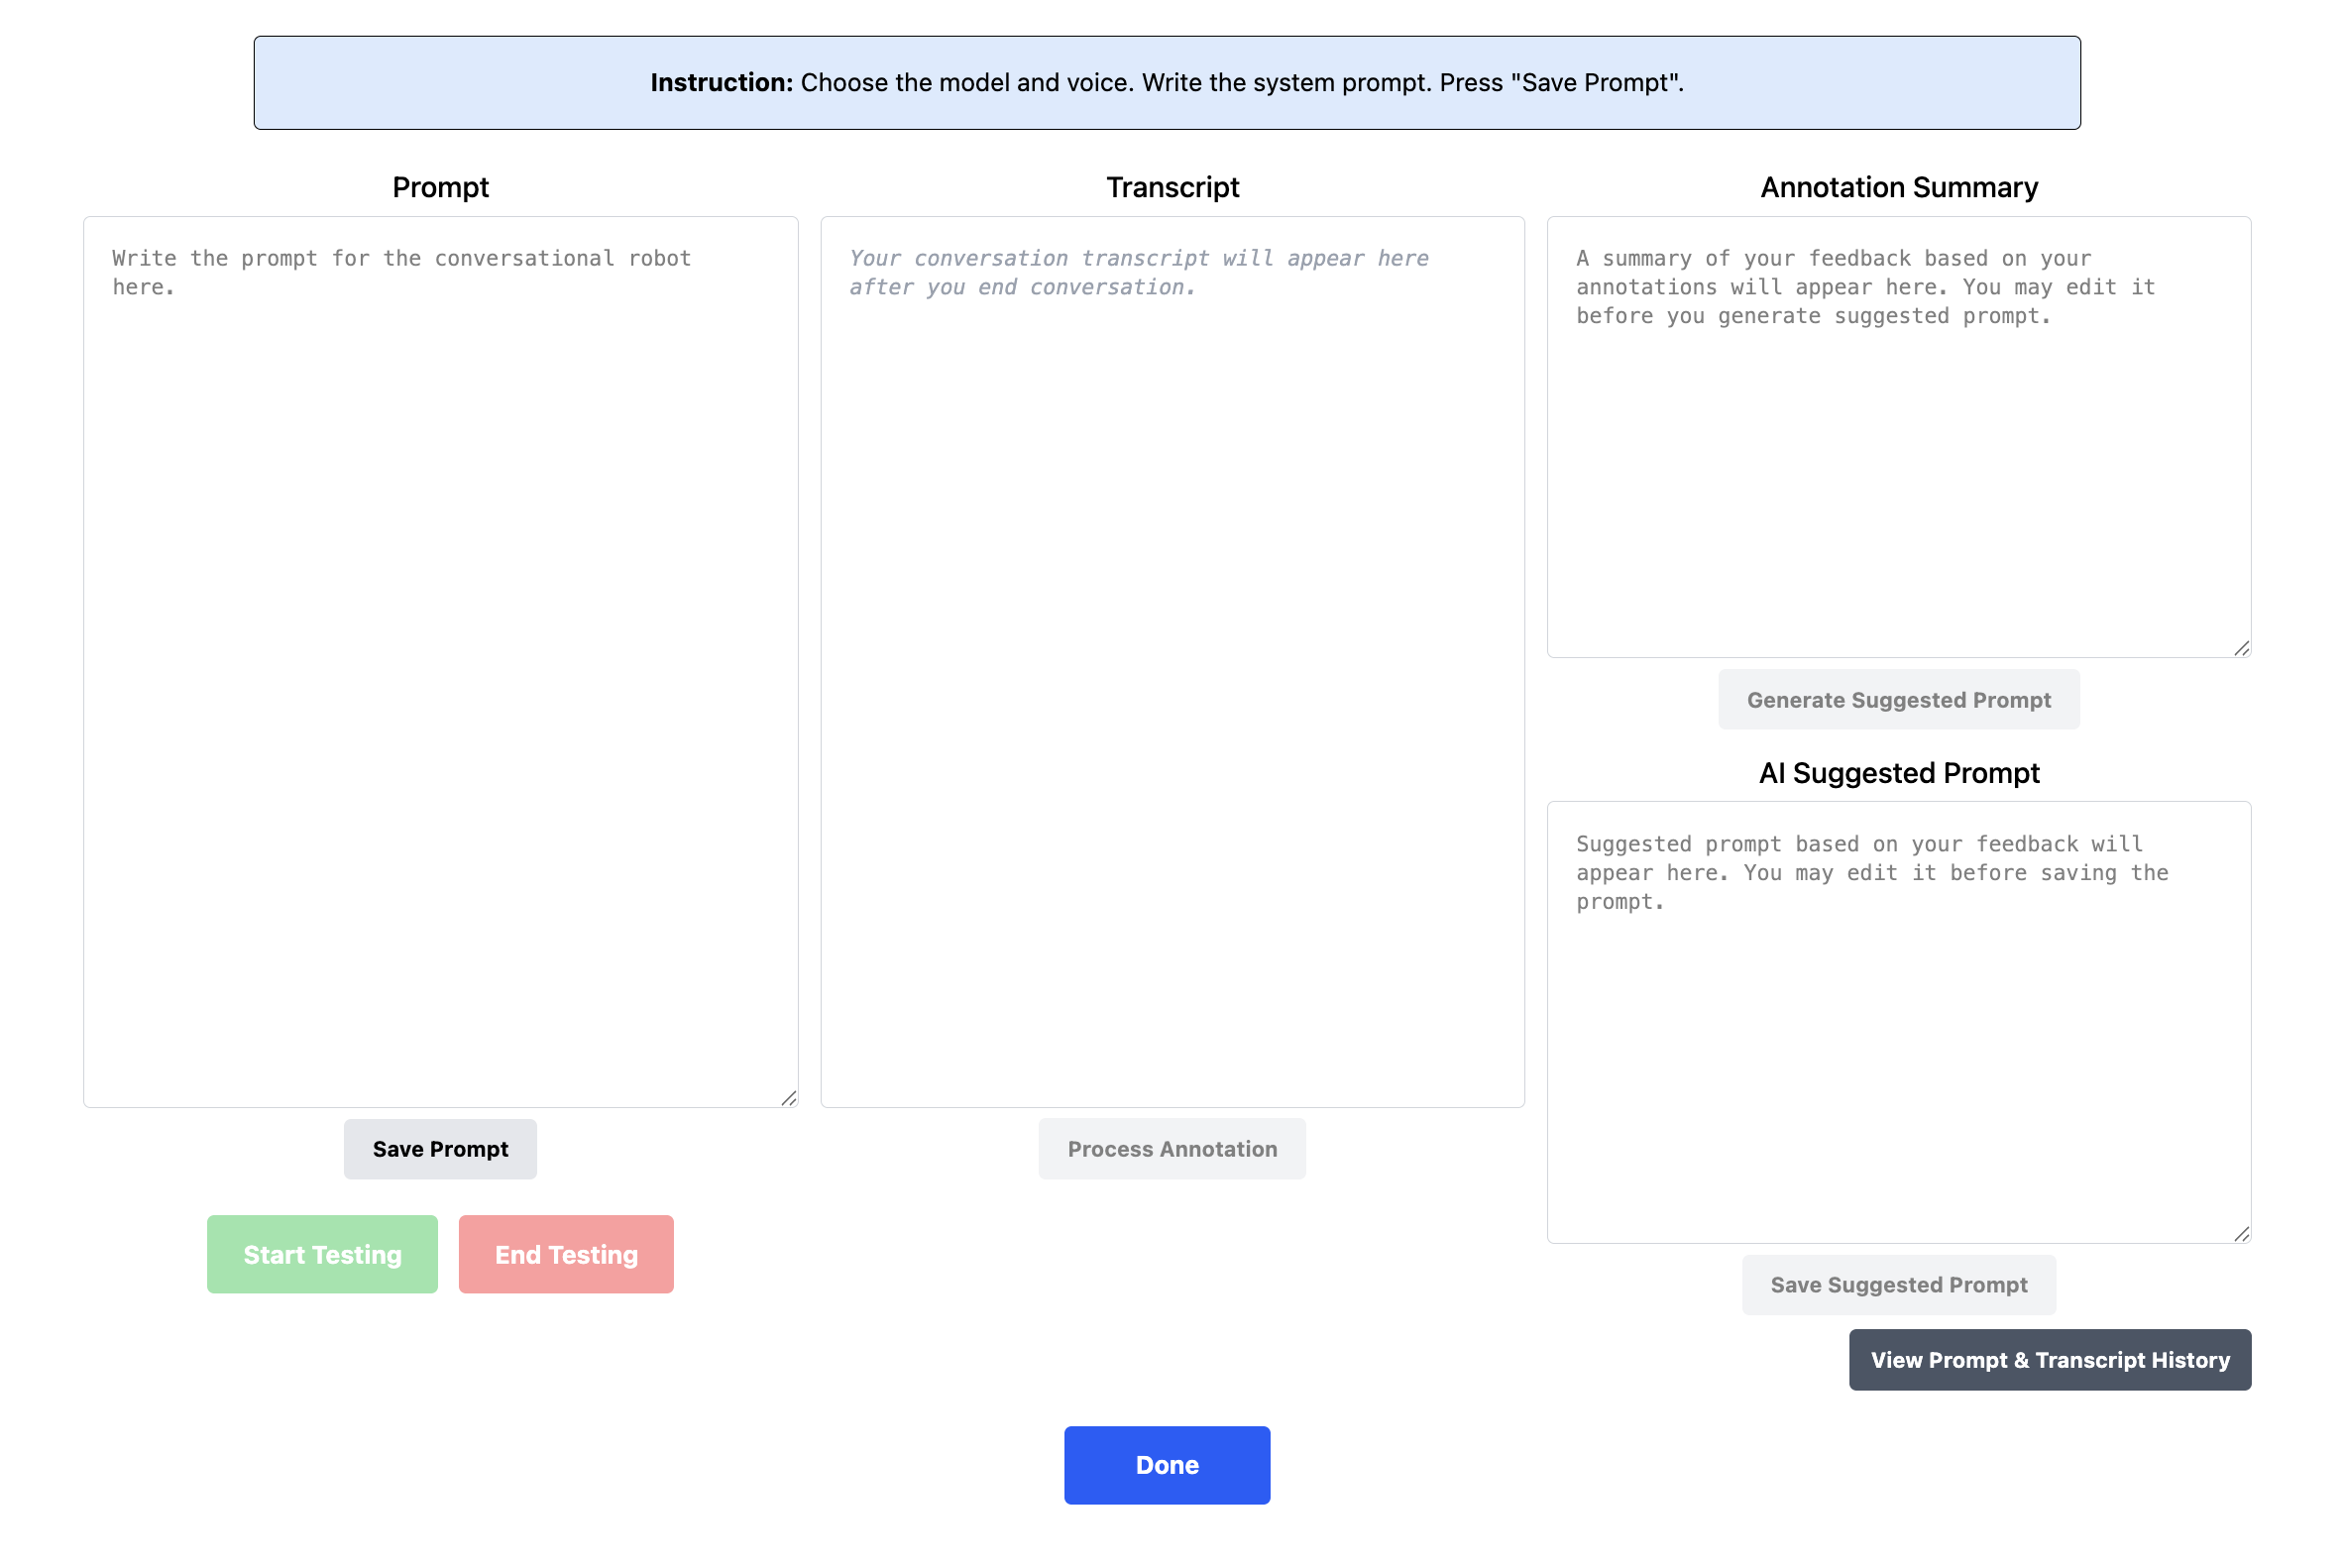 Instruction: Choose the model and voice. Write the system prompt. Press "Save Prompt".
Prompt
Write the prompt for the conversational robot
here.
Save Prompt
Start Testing
End Testing
Transcript
Your conversation transcript will appear here
after you end conversation.
Process Annotation
Annotation Summary
A summary of your feedback based on your
annotations will appear here. You may edit it
before you generate suggested prompt.
Generate Suggested Prompt
AI Suggested Prompt
Suggested prompt based on your feedback will
appear here. You may edit it before saving the
prompt.
Save Suggested Prompt
View Prompt & Transcript History
Done